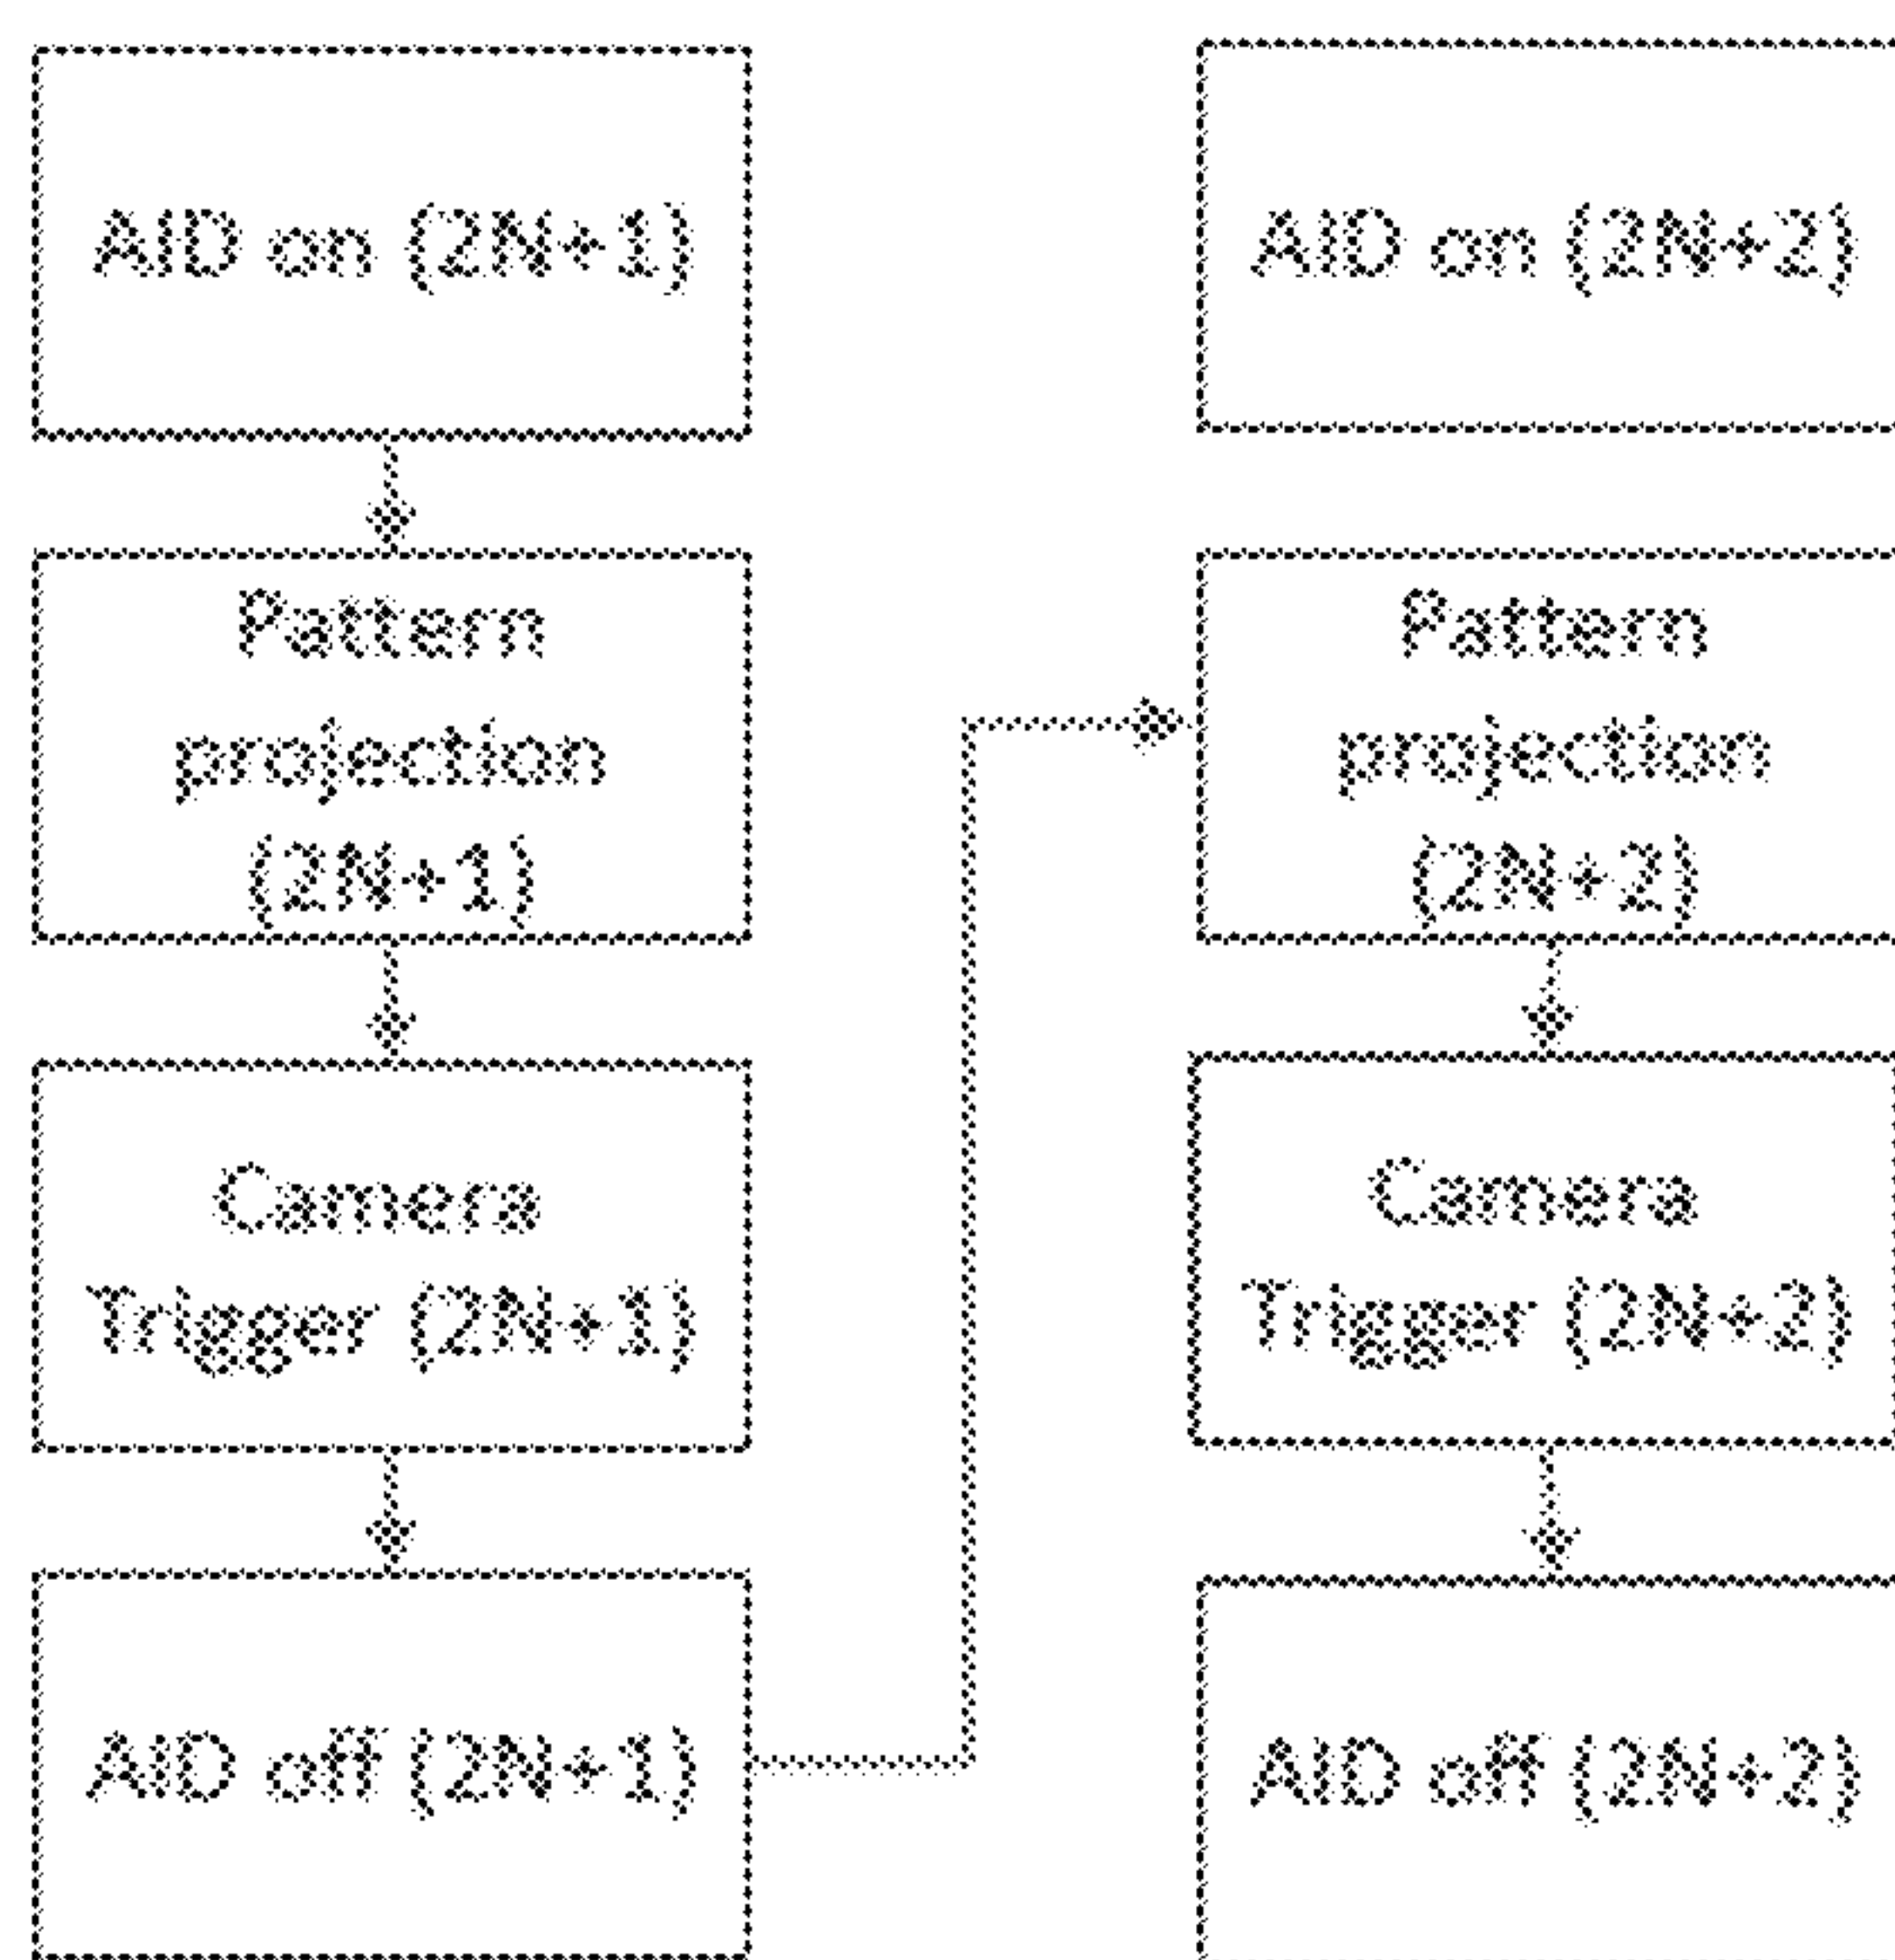 AID on (2N+1)
Pattern
projection
(2N+1)
Camera
Trigger (2N+1)
AID off (2N+1)
AID on (2N+2)
Pattern
projection
(2N+2)
Camera
Trigger (2N+2)
AID off (2N+2)